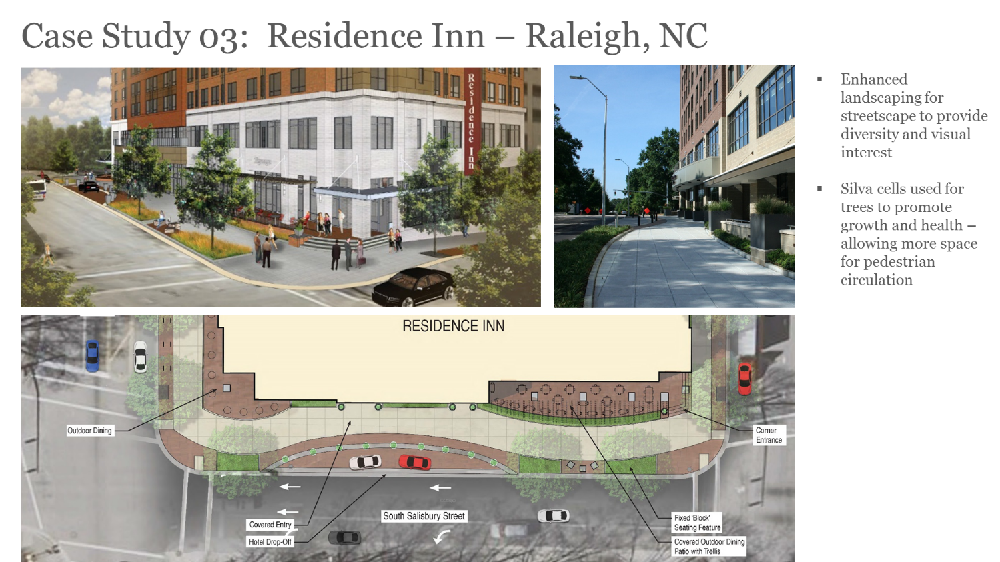 Case Study 03:  Residence Inn – Raleigh, NC
Residence Inn
▪ Enhanced
landscaping for
streetscape to provide
diversity and visual
interest
▪ Silva cells used for
trees to promote
growth and health –
allowing more space
for pedestrian
circulation
RESIDENCE INN
Outdoor Dining
Corner
Entrance
Covered Entry
Hotel Drop-Off
South Salisbury Street
Fixed 'Block'
Seating Feature
Covered Outdoor Dining
Patio with Trellis